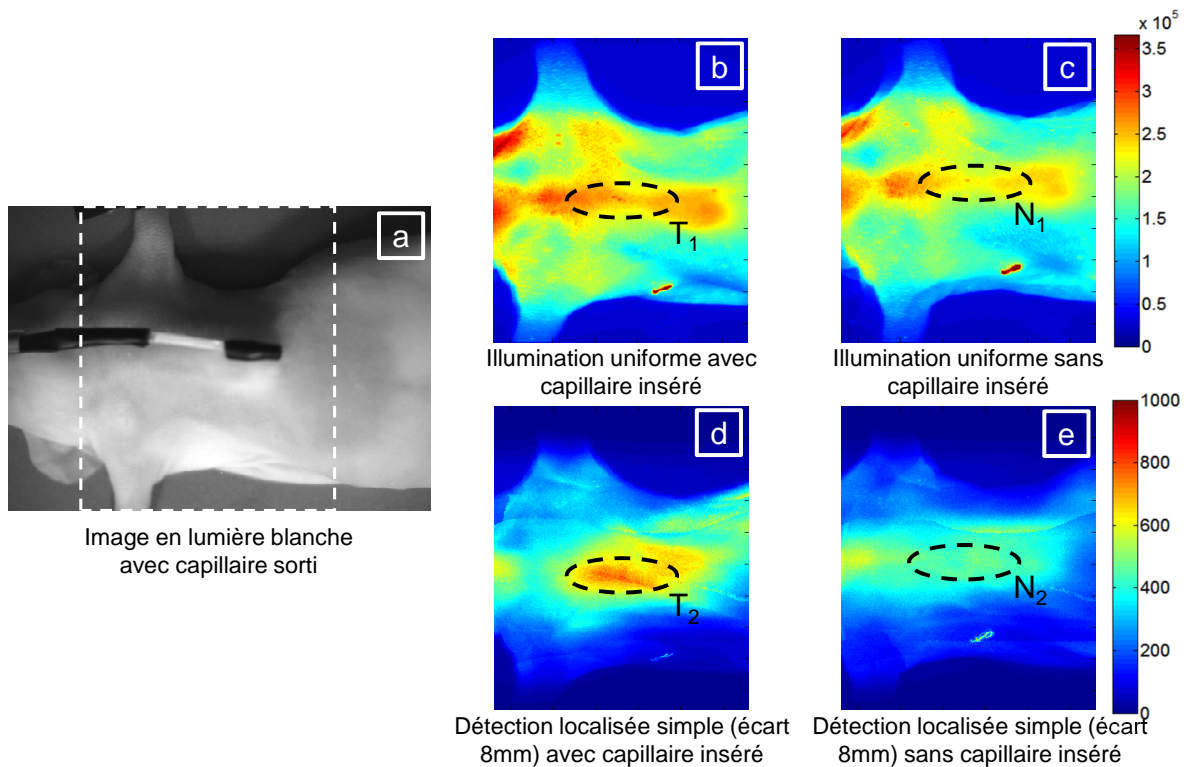 a
Image en lumière blanche
avec capillaire sorti
b
T1
Illumination uniforme avec
capillaire inséré
c
N1
Illumination uniforme sans
capillaire inséré
x 10^5
3.5
3
2.5
2
1.5
1
0.5
0
d
T2
Détection localisée simple (écart
8mm) avec capillaire inséré
e
N2
Détection localisée simple (écart
8mm) sans capillaire inséré
1000
800
600
400
200
0